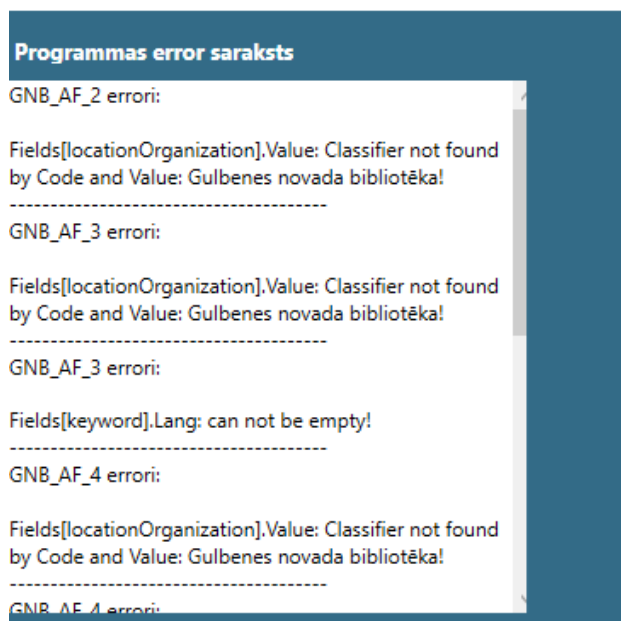 Programmas error saraksts
GNB_AF_2 errori:
Fields[locationOrganization].Value: Classifier not found
by Code and Value: Gulbenes novada bibliotēka!
---------------------------------------
GNB_AF_3 errori:
Fields[locationOrganization].Value: Classifier not found
by Code and Value: Gulbenes novada bibliotēka!
---------------------------------------
GNB_AF_3 errori:
Fields[keyword].Lang: can not be empty!
---------------------------------------
GNB_AF_4 errori:
Fields[locationOrganization].Value: Classifier not found
by Code and Value: Gulbenes novada bibliotēka!
---------------------------------------
GNB_AF_4 errori: